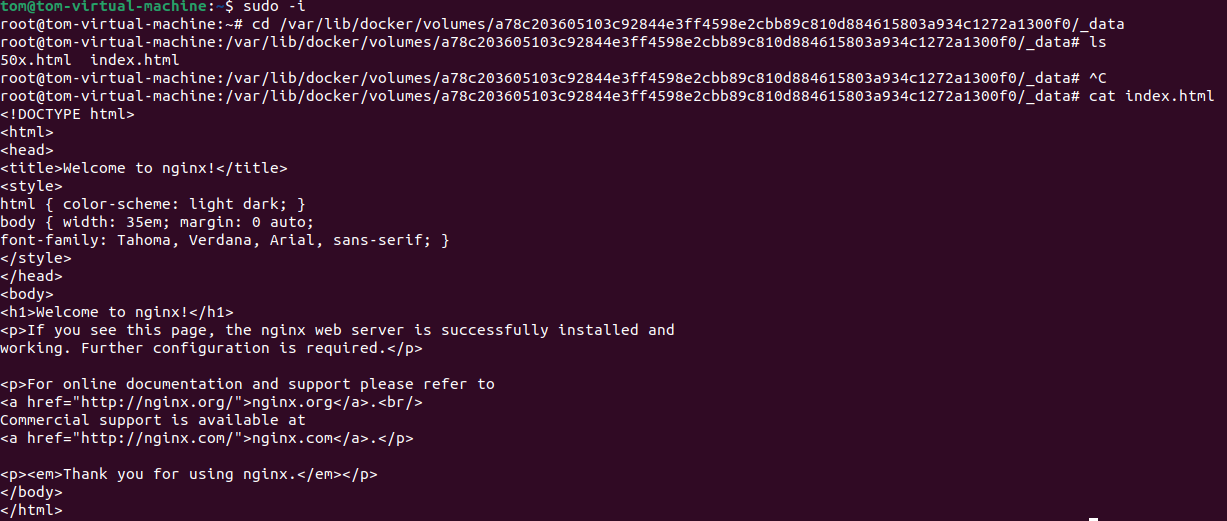 tom@tom-virtual-machine:~$ sudo -i
root@tom-virtual-machine:~# cd /var/lib/docker/volumes/a78c203605103c92844e3ff4598e2cbb89c810d884615803a934c1272a1300f0/_data
root@tom-virtual-machine:/var/lib/docker/volumes/a78c203605103c92844e3ff4598e2cbb89c810d884615803a934c1272a1300f0/_data# ls
50x.html  index.html
root@tom-virtual-machine:/var/lib/docker/volumes/a78c203605103c92844e3ff4598e2cbb89c810d884615803a934c1272a1300f0/_data# ^C
root@tom-virtual-machine:/var/lib/docker/volumes/a78c203605103c92844e3ff4598e2cbb89c810d884615803a934c1272a1300f0/_data# cat index.html
<!DOCTYPE html>
<html>
<head>
<title>Welcome to nginx!</title>
<style>
html { color-scheme: light dark; }
body { width: 35em; margin: 0 auto;
font-family: Tahoma, Verdana, Arial, sans-serif; }
</style>
</head>
<body>
<h1>Welcome to nginx!</h1>
<p>If you see this page, the nginx web server is successfully installed and
working. Further configuration is required.</p>

<p>For online documentation and support please refer to
<a href="http://nginx.org/">nginx.org</a>.<br/>
Commercial support is available at
<a href="http://nginx.com/">nginx.com</a>.</p>

<p><em>Thank you for using nginx.</em></p>
</body>
</html>